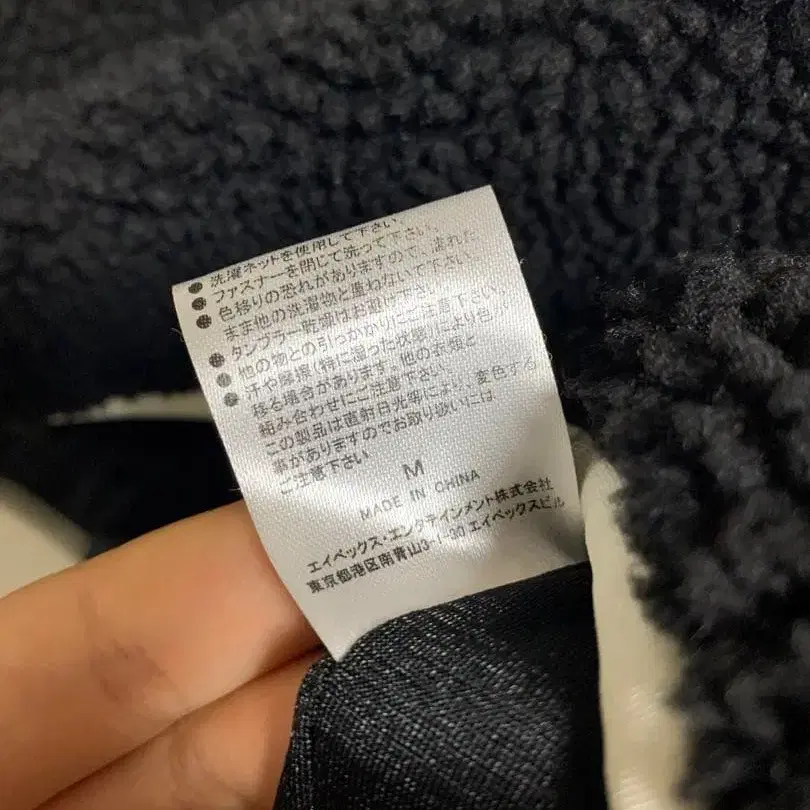 ● 洗濯ネットを使用して下さい.
● ファスナーを閉じて洗って下さい.
● 色移りの恐れがありますので、濡れた
まま他の洗濯物と重ねないで下さい.
● タンブラー乾燥はお避け下さい.
● 他の物との引っかかりにご注意下さい.
● 汗や摩擦(特に湿った状態)により色が
移る場合があります。他の衣類と
組み合わせにご注意下さい.
この製品は直射日光等によ 変色する
事がありますのでお取り扱いには
ご注意下さい
M
MADE IN CHINA
エイベックス・エンタテインメント株式会社
東京都港区南青山3-1-30 エイベックスビル